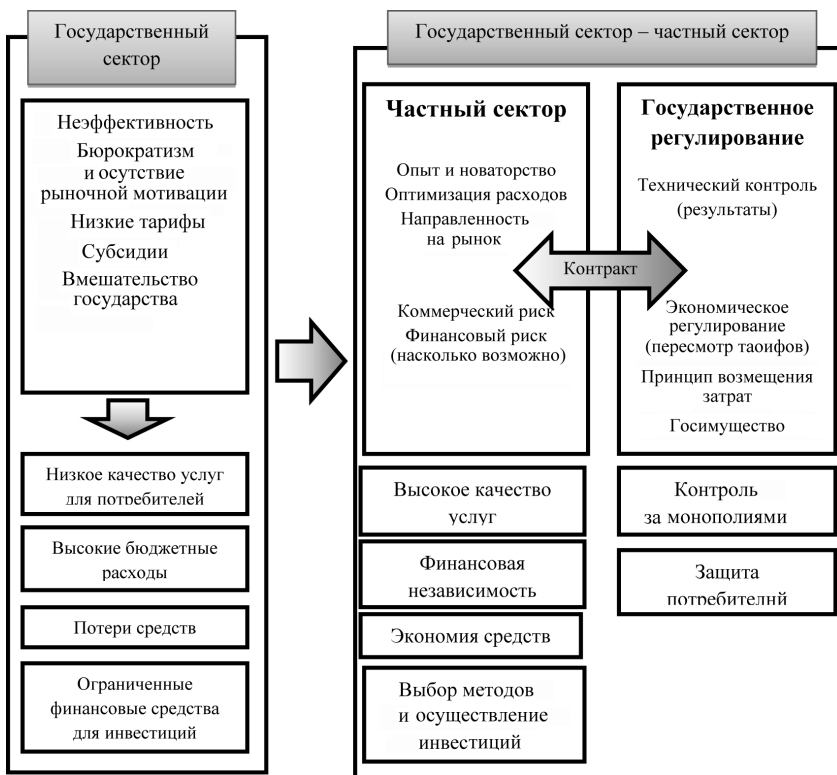 Государственный
сектор
Неэффективность
Бюрократизм
и осутствие
рыночной мотивации
Низкие тарифы
Субсидии
Вмешательство
государства
Низкое качество услуг
для потребителей
Высокие бюджетные
расходы
Потери средств
Ограниченные
финансовые средства
для инвестиций
Государственный сектор – частный сектор
Частный сектор
Опыт и новаторство
Оптимизация расходов
Направленность
на рынок
Коммерческий риск
Финансовый риск
(насколько возможно)
Контракт
Государственное
регулирование
Технический контроль
(результаты)
Экономическое
регулирование
(пересмотр таоифов)
Принцип возмещения
затрат
Госимущество
Высокое качество
услуг
Финансовая
независимость
Экономия средств
Выбор методов
и осуществление
инвестиций
Контроль
за монополиями
Защита
потребителнй